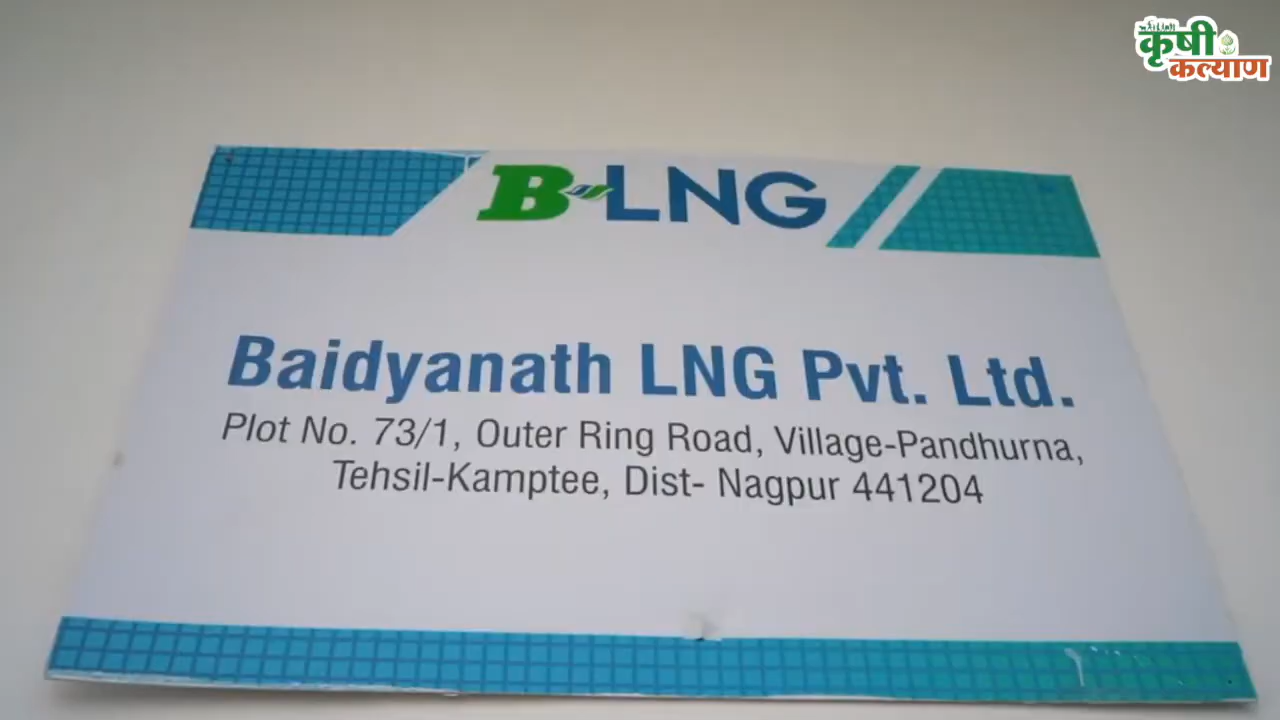 कृषी
कल्याण
B-LNG
Baidyanath LNG Pvt. Ltd.
Plot No. 73/1, Outer Ring Road, Village-Pandhurna,
Tehsil-Kamptee, Dist- Nagpur 441204